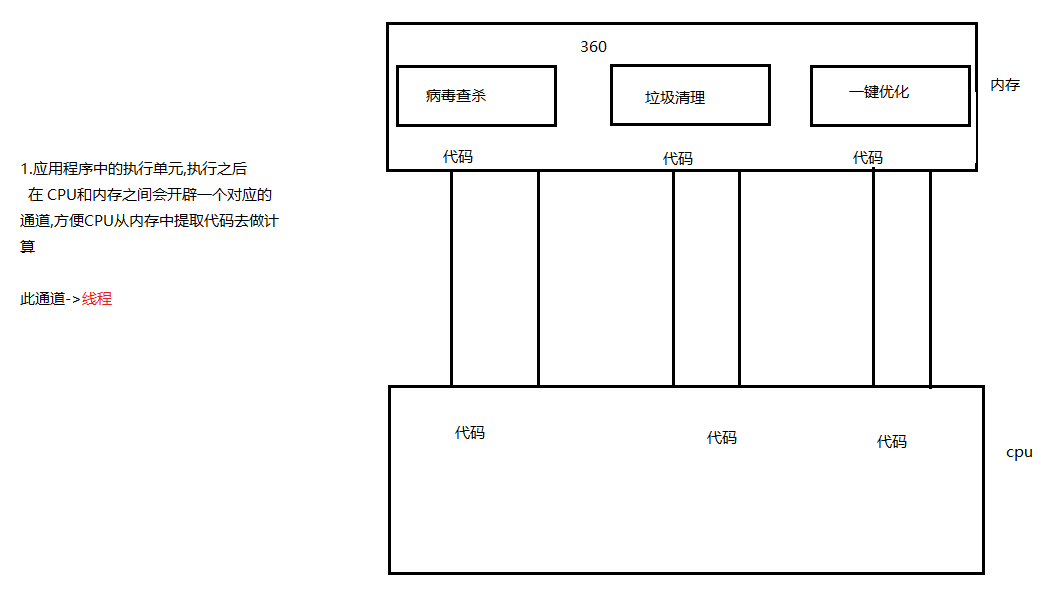 360
病毒查杀
垃圾清理
一键优化
内存
代码
代码
代码
1.应用程序中的执行单元,执行之后
在 CPU和内存之间会开辟一个对应的
通道,方便CPU从内存中提取代码去做计
算
此通道->线程
代码
代码
代码
cpu